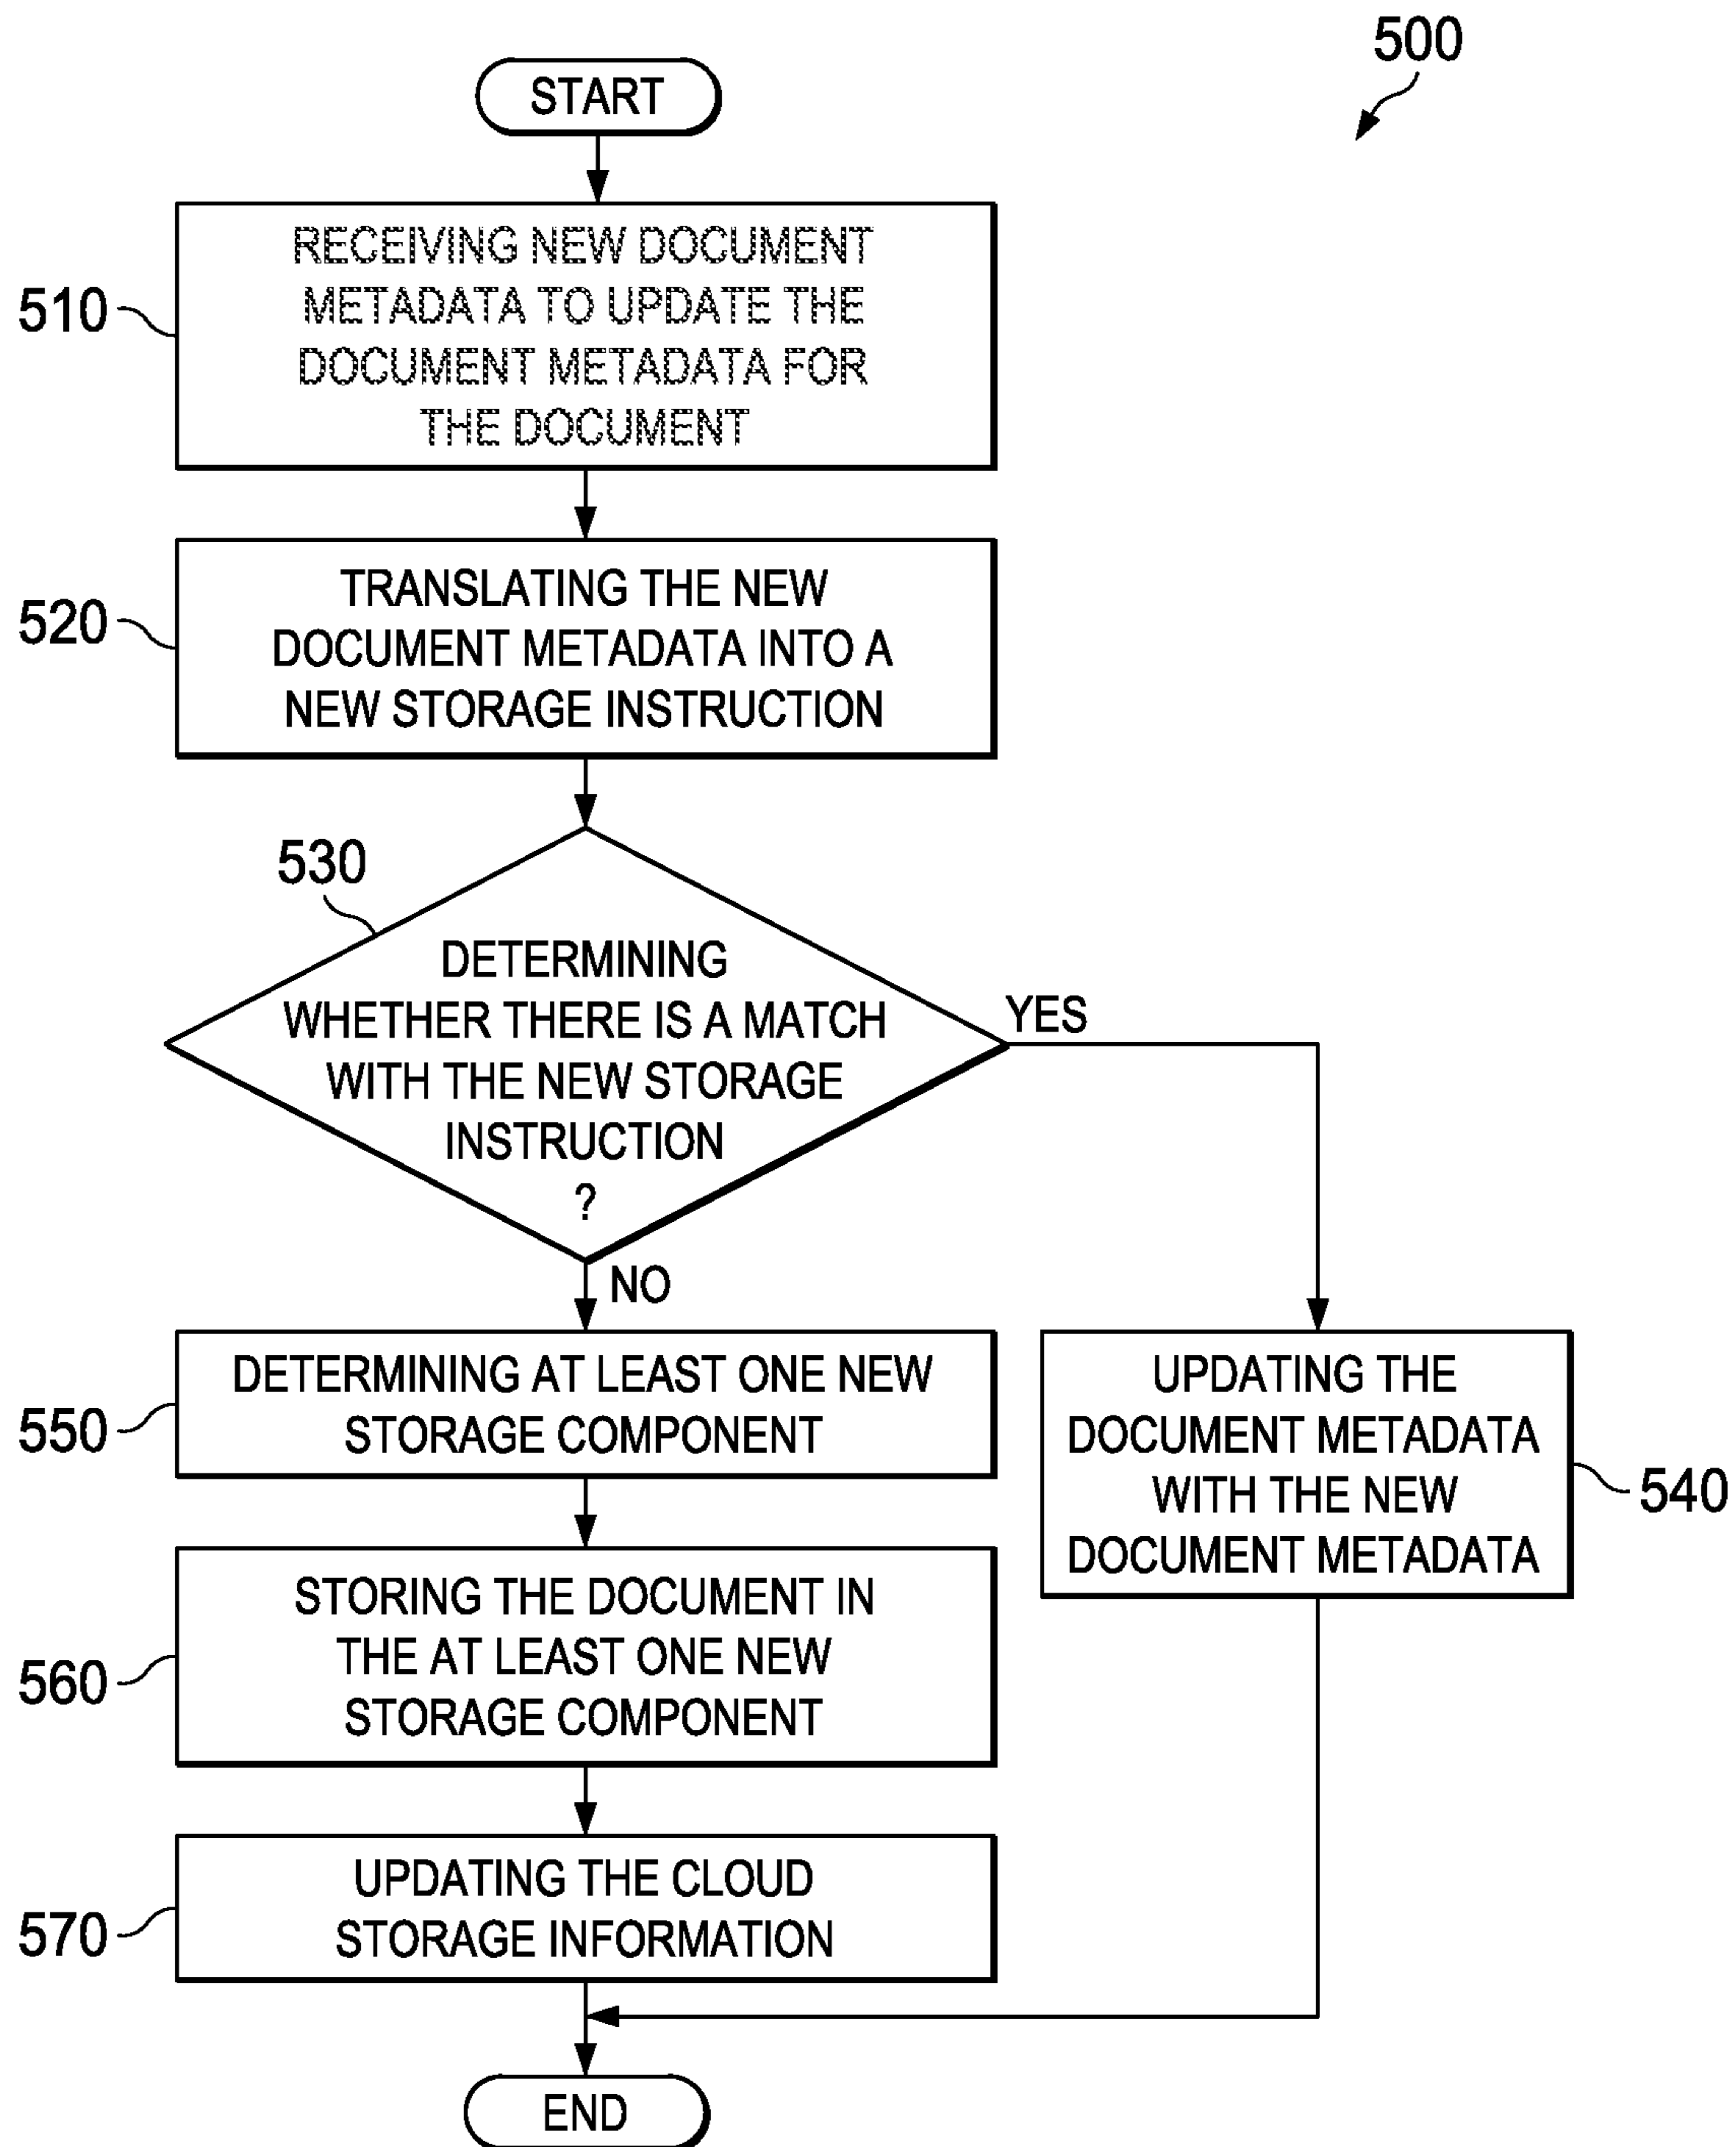 500
START
510
RECEIVING NEW DOCUMENT
METADATA TO UPDATE THE
DOCUMENT METADATA FOR
THE DOCUMENT
520
TRANSLATING THE NEW
DOCUMENT METADATA INTO A
NEW STORAGE INSTRUCTION
530
DETERMINING
WHETHER THERE IS A MATCH
WITH THE NEW STORAGE
INSTRUCTION
?
YES
NO
550
DETERMINING AT LEAST ONE NEW
STORAGE COMPONENT
UPDATING THE
DOCUMENT METADATA
WITH THE NEW
DOCUMENT METADATA
540
560
STORING THE DOCUMENT IN
THE AT LEAST ONE NEW
STORAGE COMPONENT
570
UPDATING THE CLOUD
STORAGE INFORMATION
END